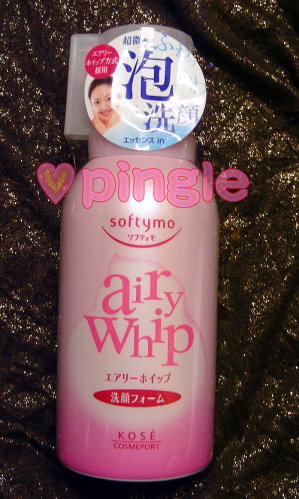 エアリー
ホイップ方式
採用
超微
ふわ
泡
洗顔
エッセンス in
pingle
softymo
ソフティモ
airy
whip
エアリーホイップ
洗顔フォーム
KOSÉ
COSMEPORT